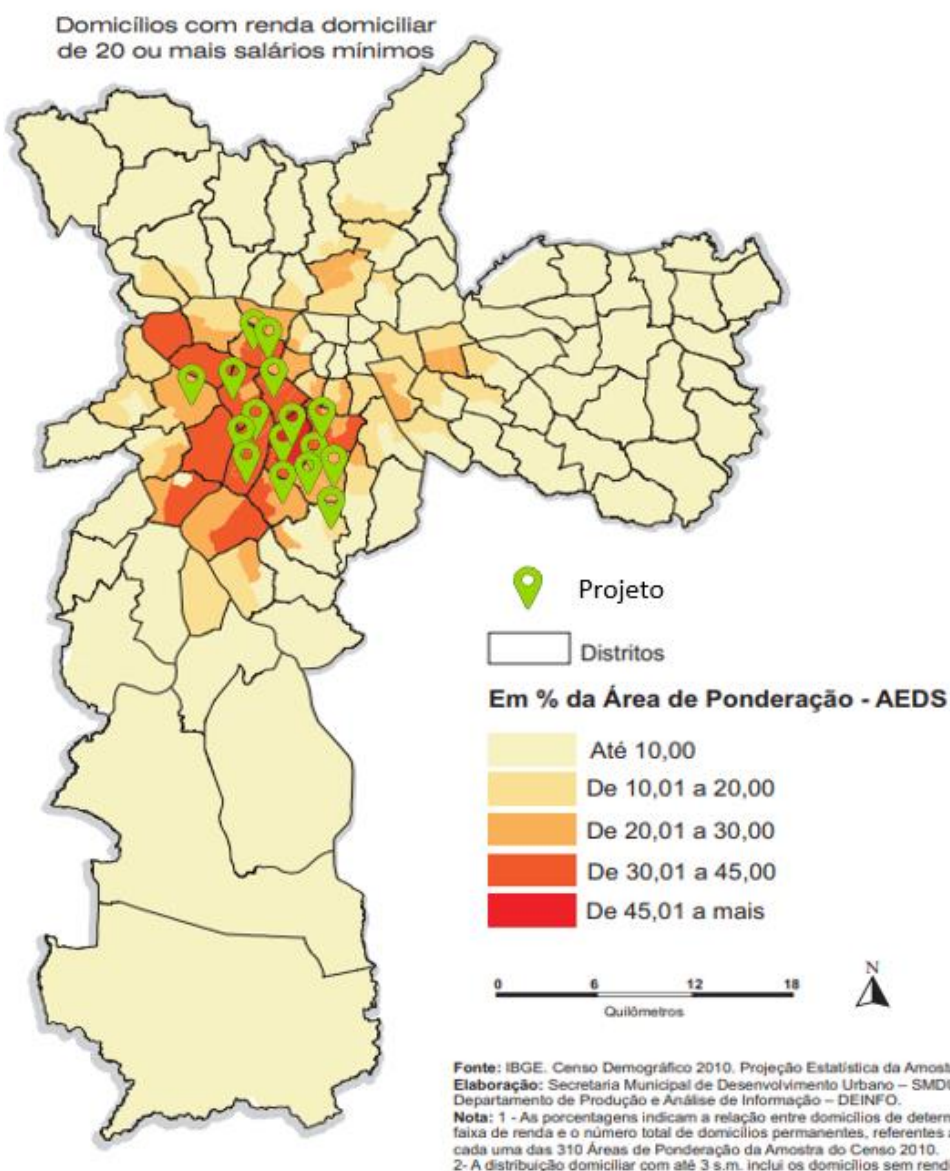 Domicílios com renda domiciliar
de 20 ou mais salários mínimos
Projeto
Distritos
Em % da Área de Ponderação - AEDS
Até 10,00
De 10,01 a 20,00
De 20,01 a 30,00
De 30,01 a 45,00
De 45,01 a mais
0 6 12 18
Quilômetros
N
Fonte: IBGE. Censo Demográfico 2010. Projeção Estatística da Amost
Elaboração: Secretaria Municipal de Desenvolvimento Urbano – SMD
Departamento de Produção e Análise de Informação – DEINFO.
Nota: 1 - As porcentagens indicam a relação entre domicílios de determ
faixa de renda e o número total de domicílios permanentes, referentes
cada uma das 310 Áreas de Ponderação da Amostra do Censo 2010.
2- A distribuição domiciliar com até 3 s.m. inclui os domicílios sem rend